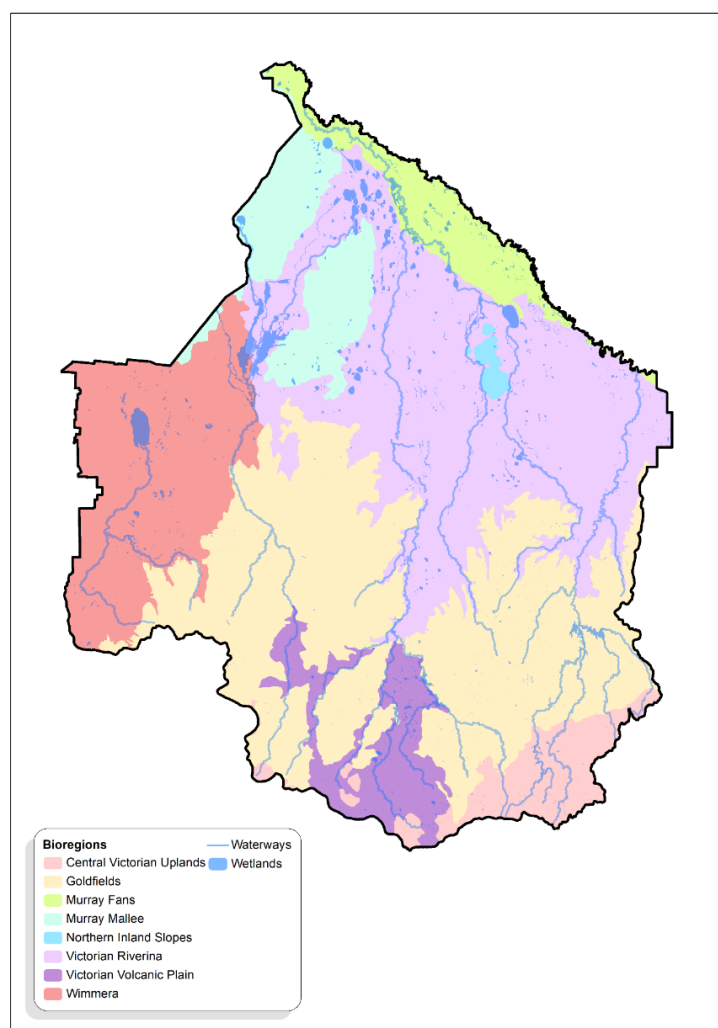 Bioregions
Central Victorian Uplands
Goldfields
Murray Fans
Murray Mallee
Northern Inland Slopes
Victorian Riverina
Victorian Volcanic Plain
Wimmera
Waterways
Wetlands